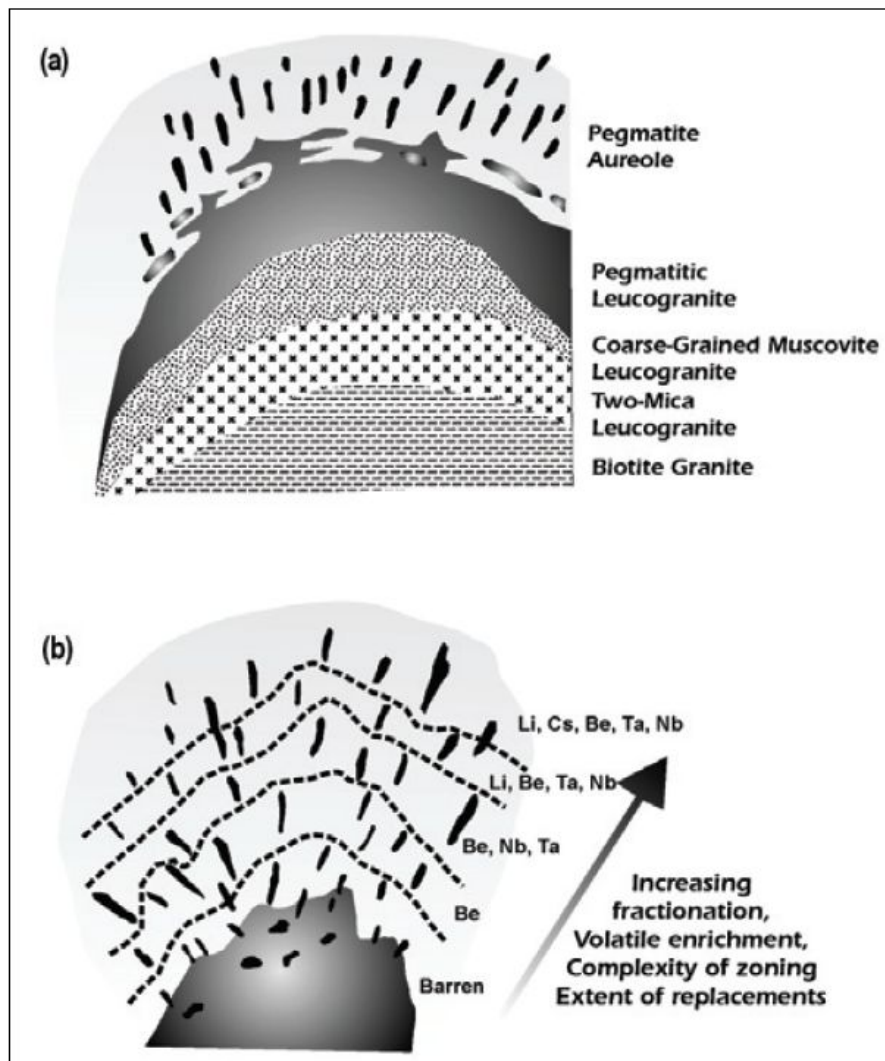 (a)
Pegmatite
Aureole
Pegmatitic
Leucogranite
Coarse-Grained Muscovite
Leucogranite
Two-Mica
Leucogranite
Biotite Granite
(b)
Li, Cs, Be, Ta, Nb
Li, Be, Ta, Nb
Be, Nb, Ta
Be
Barren
Increasing
fractionation,
Volatile enrichment,
Complexity of zoning
Extent of replacements